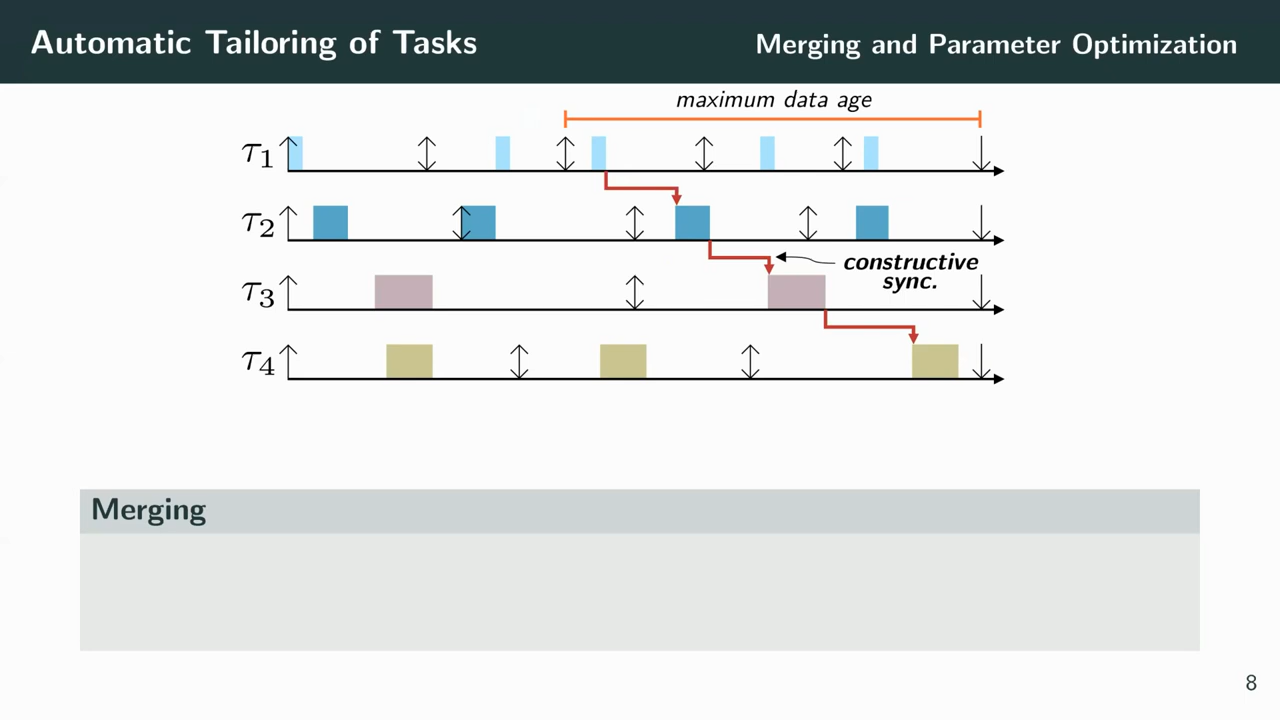 Automatic Tailoring of Tasks
Merging and Parameter Optimization
maximum data age
τ1
τ2
constructive
sync.
τ3
τ4
Merging
8